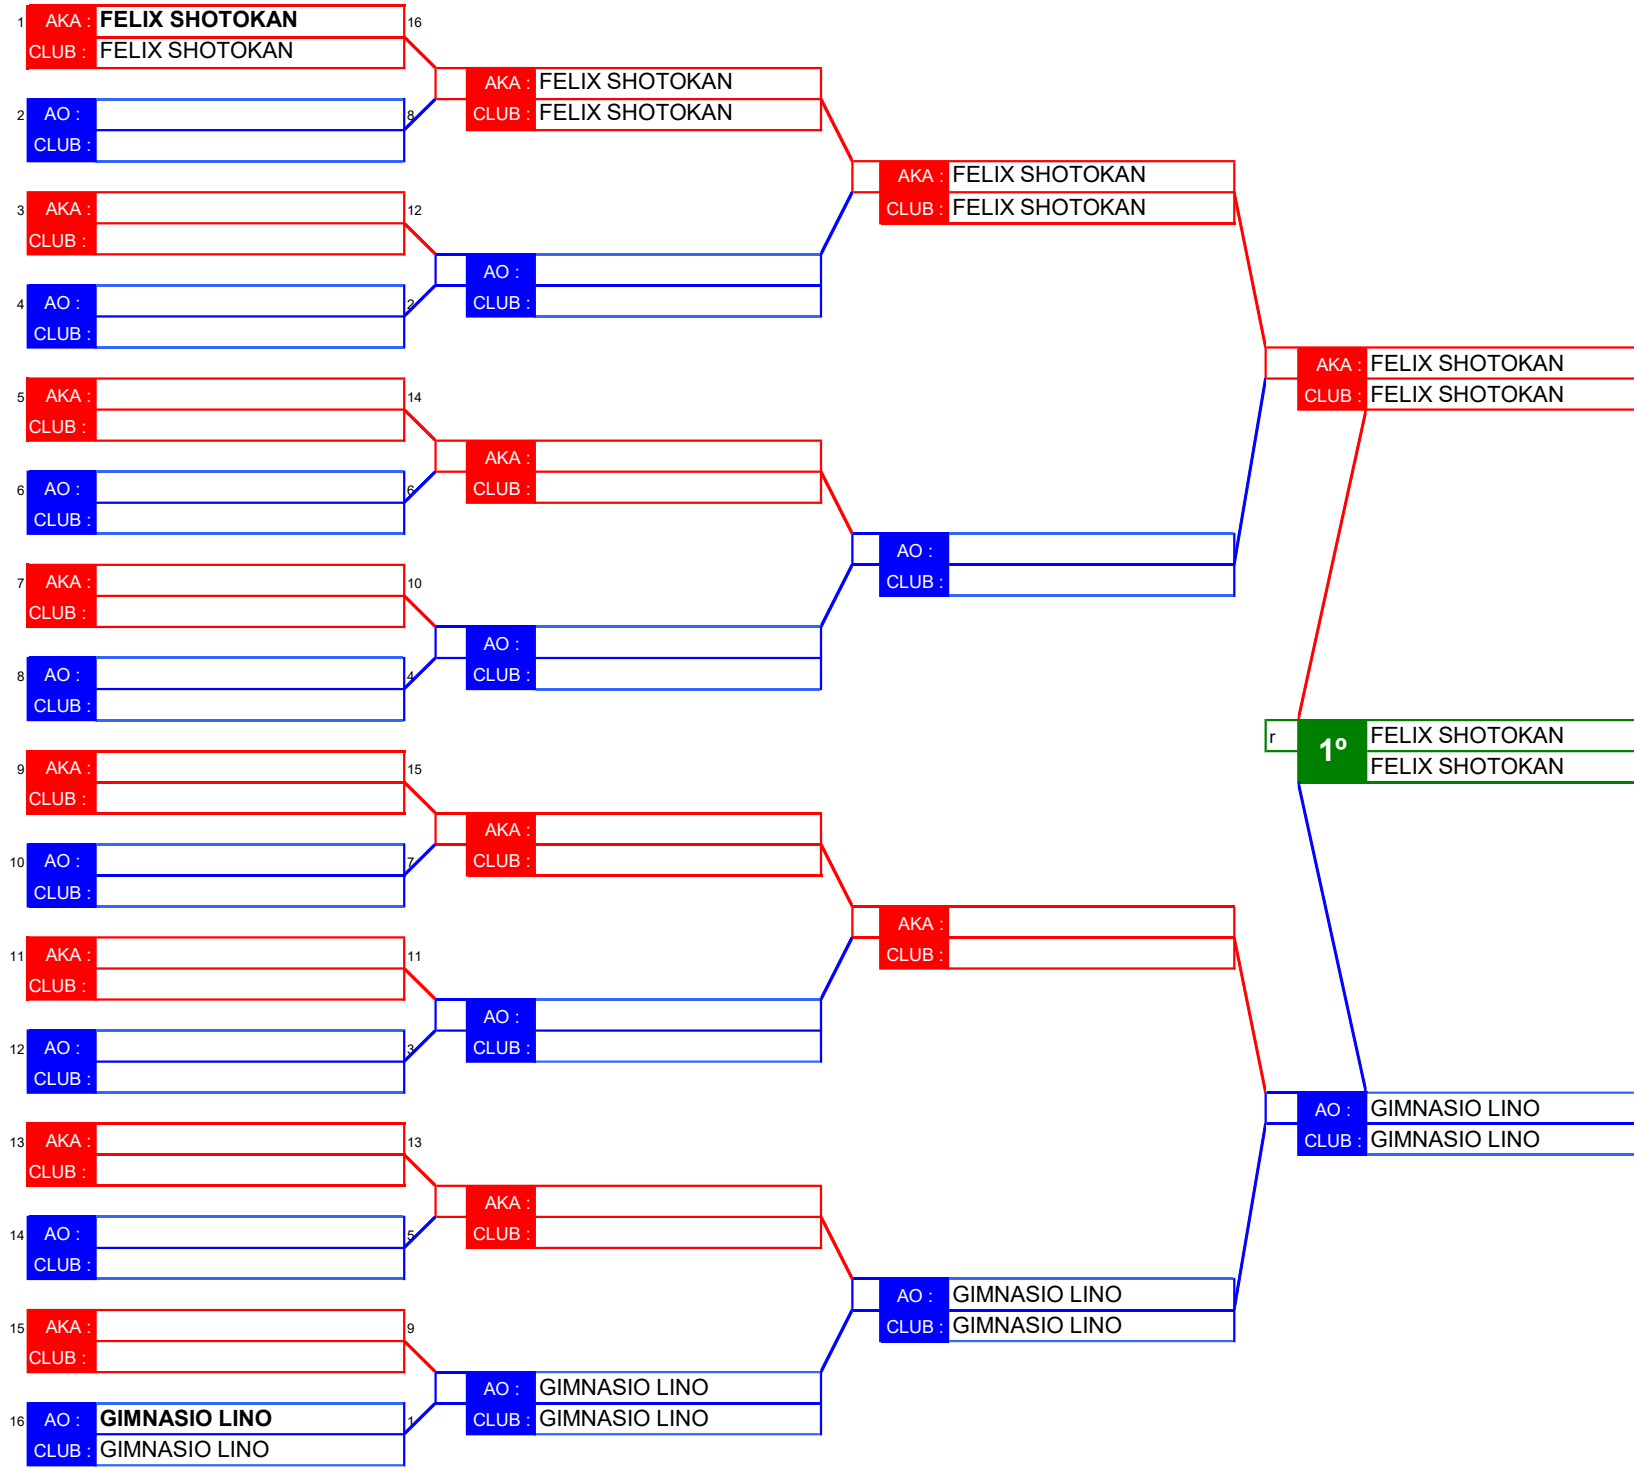 1 AKA : FELIX SHOTOKAN 16
CLUB : FELIX SHOTOKAN
AKA : FELIX SHOTOKAN
CLUB : FELIX SHOTOKAN
2 AO : 8
CLUB :
AKA : FELIX SHOTOKAN
CLUB : FELIX SHOTOKAN
3 AKA : 12
CLUB :
AO :
CLUB :
4 AO : 2
CLUB :
AKA : FELIX SHOTOKAN
CLUB : FELIX SHOTOKAN
5 AKA : 14
CLUB :
AKA :
CLUB :
6 AO : 6
CLUB :
AO :
CLUB :
7 AKA : 10
CLUB :
AO :
CLUB :
8 AO : 4
CLUB :
r 1º FELIX SHOTOKAN
FELIX SHOTOKAN
9 AKA : 15
CLUB :
AKA :
CLUB :
10 AO : 7
CLUB :
AKA :
CLUB :
11 AKA : 11
CLUB :
AO :
CLUB :
12 AO : 3
CLUB :
AO : GIMNASIO LINO
CLUB : GIMNASIO LINO
13 AKA : 13
CLUB :
AKA :
CLUB :
14 AO : 5
CLUB :
AO : GIMNASIO LINO
CLUB : GIMNASIO LINO
15 AKA : 9
CLUB :
AO : GIMNASIO LINO
CLUB : GIMNASIO LINO
16 AO : GIMNASIO LINO 1
CLUB : GIMNASIO LINO